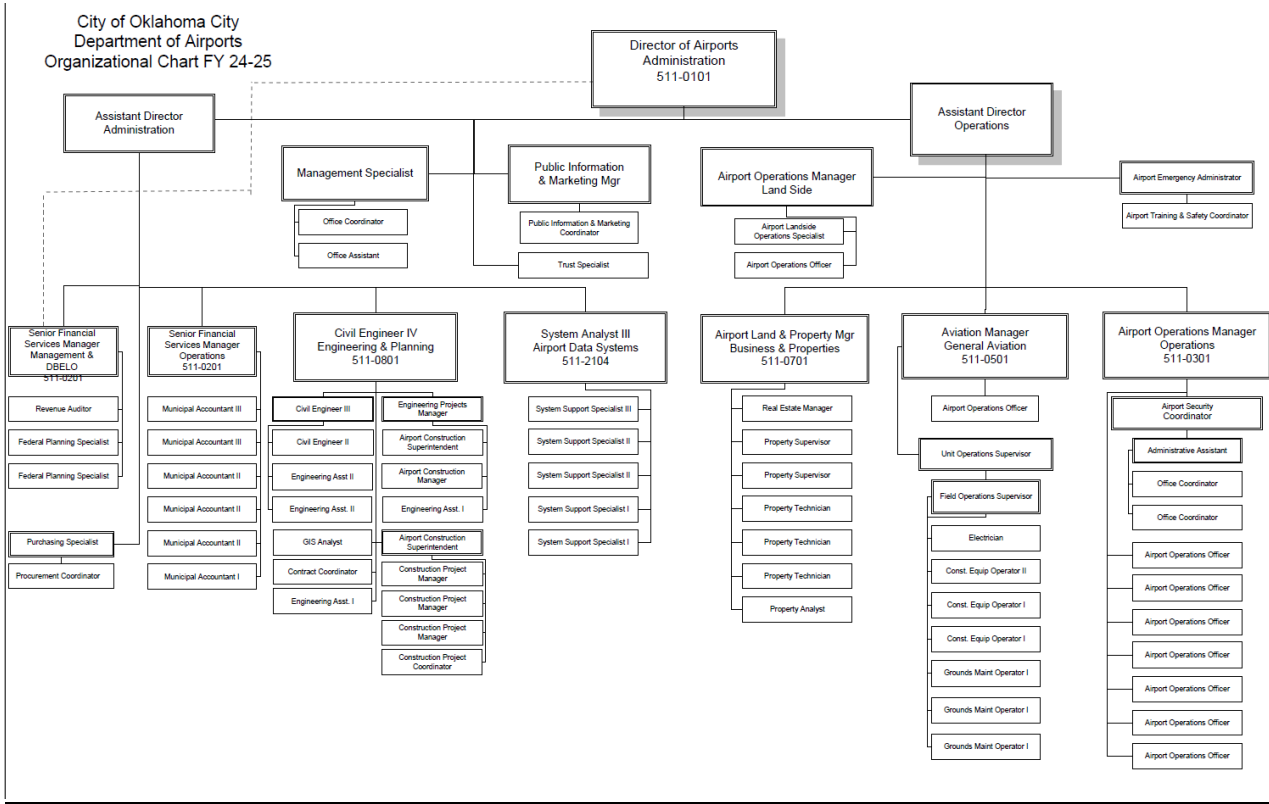 City of Oklahoma City
Department of Airports
Organizational Chart FY 24-25
Director of Airports
Administration
511-0101
Assistant Director
Administration
Assistant Director
Operations
Management Specialist
Office Coordinator
Office Assistant
Public Information
& Marketing Mgr
Public Information & Marketing
Coordinator
Trust Specialist
Airport Operations Manager
Land Side
Airport Landside
Operations Specialist
Airport Operations Officer
Airport Emergency Administrator
Airport Training & Safety Coordinator
Senior Financial
Services Manager
Management &
DBELO
511-0201
Revenue Auditor
Federal Planning Specialist
Federal Planning Specialist
Purchasing Specialist
Procurement Coordinator
Senior Financial
Services Manager
Operations
511-0201
Municipal Accountant III
Municipal Accountant III
Municipal Accountant II
Municipal Accountant II
Municipal Accountant II
Municipal Accountant I
Civil Engineer IV
Engineering & Planning
511-0801
Civil Engineer III
Civil Engineer II
Engineering Asst II
Engineering Asst. II
GIS Analyst
Contract Coordinator
Engineering Asst. I
Engineering Projects
Manager
Airport Construction
Superintendent
Airport Construction
Manager
Engineering Asst. I
Airport Construction
Superintendent
Construction Project
Manager
Construction Project
Manager
Construction Project
Manager
Construction Project
Coordinator
System Analyst III
Airport Data Systems
511-2104
System Support Specialist III
System Support Specialist II
System Support Specialist II
System Support Specialist I
System Support Specialist I
Airport Land & Property Mgr
Business & Properties
511-0701
Real Estate Manager
Property Supervisor
Property Supervisor
Property Technician
Property Technician
Property Technician
Property Analyst
Aviation Manager
General Aviation
511-0501
Airport Operations Officer
Unit Operations Supervisor
Field Operations Supervisor
Electrician
Const. Equip Operator II
Const. Equip Operator I
Const. Equip Operator I
Grounds Maint Operator I
Grounds Maint Operator I
Grounds Maint Operator I
Airport Operations Manager
Operations
511-0301
Airport Security
Coordinator
Administrative Assistant
Office Coordinator
Office Coordinator
Airport Operations Officer
Airport Operations Officer
Airport Operations Officer
Airport Operations Officer
Airport Operations Officer
Airport Operations Officer
Airport Operations Officer